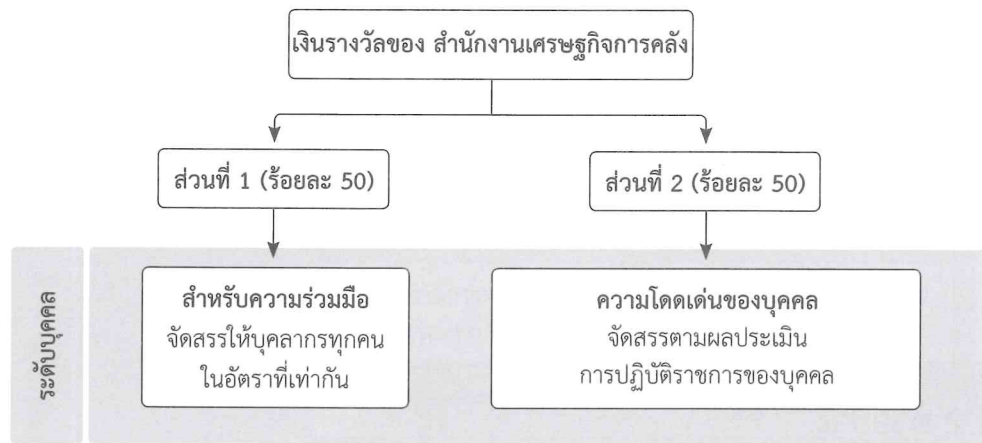 เงินรางวัลของ สำนักงานเศรษฐกิจการคลัง
ส่วนที่ 1 (ร้อยละ 50)
ส่วนที่ 2 (ร้อยละ 50)
ระดับบุคคล
สำหรับความร่วมมือ
จัดสรรให้บุคลากรทุกคน
ในอัตราที่เท่ากัน
ความโดดเด่นของบุคคล
จัดสรรตามผลประเมิน
การปฏิบัติราชการของบุคคล